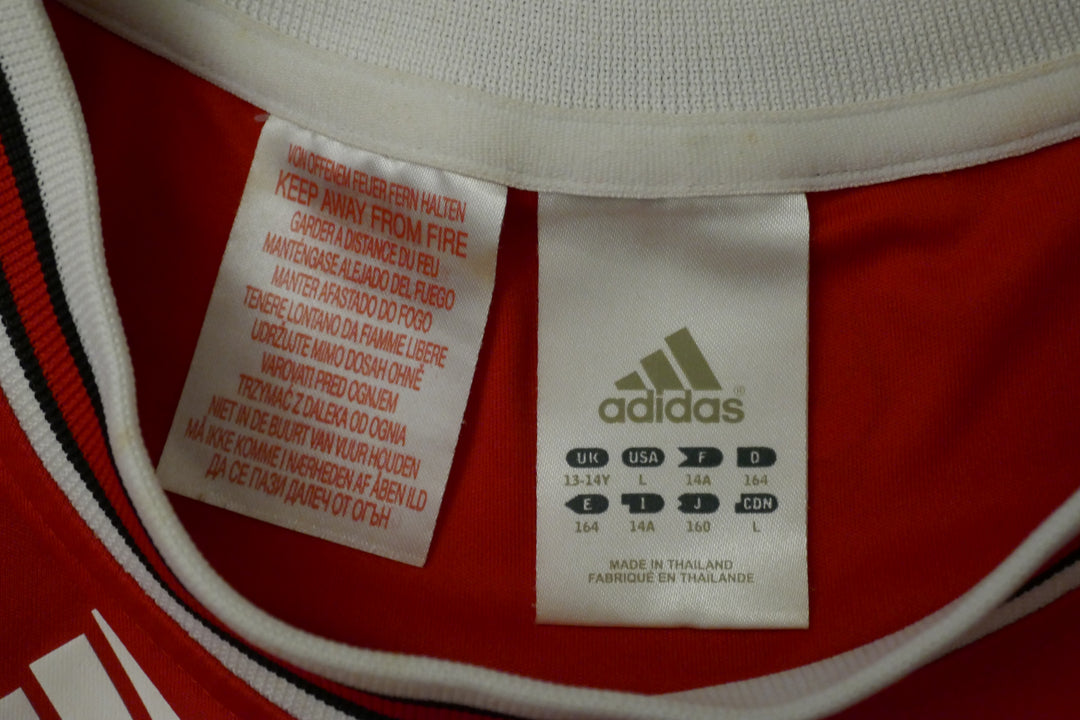 VON OFFENEM FEUER FERN HALTEN
KEEP AWAY FROM FIRE
GARDER A DISTANCE DU FEU
MANTÉNGASE ALEJADO DEL FUEGO
MANTER AFASTADO DO FOGO
TENERE LONTANO DA FIAMME LIBERE
UDRŽUJTE MIMO DOSAH OHNĚ
VAROVATI PRED OGNJEM
TRZYMAĆ Z DALEKA OD OGNIA
NIET IN DE BUURT VAN VUUR HOUDEN
MÅ IKKE KOMME I NÆRHEDEN AF ÅBEN ILD
ДА СЕ ПАЗИ ДАЛЕЧ ОТ ОГЪН
adidas®
UK USA F D
13-14Y L 14A 164
E I J CDN
164 14A 160 L
MADE IN THAILAND
FABRIQUÉ EN THAILANDE